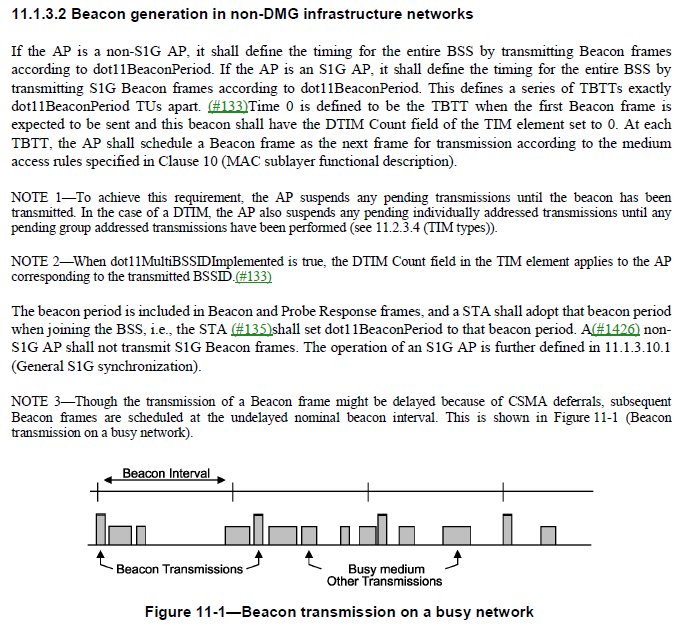 11.1.3.2 Beacon generation in non-DMG infrastructure networks
If the AP is a non-S1G AP, it shall define the timing for the entire BSS by transmitting Beacon frames
according to dot11BeaconPeriod. If the AP is an S1G AP, it shall define the timing for the entire BSS by
transmitting S1G Beacon frames according to dot11BeaconPeriod. This defines a series of TBTTs exactly
dot11BeaconPeriod TUs apart. (#133)Time 0 is defined to be the TBTT when the first Beacon frame is
expected to be sent and this beacon shall have the DTIM Count field of the TIM element set to 0. At each
TBTT, the AP shall schedule a Beacon frame as the next frame for transmission according to the medium
access rules specified in Clause 10 (MAC sublayer functional description).
NOTE 1—To achieve this requirement, the AP suspends any pending transmissions until the beacon has been
transmitted. In the case of a DTIM, the AP also suspends any pending individually addressed transmissions until any
pending group addressed transmissions have been performed (see 11.2.3.4 (TIM types)).
NOTE 2—When dot11MultiBSSIDImplemented is true, the DTIM Count field in the TIM element applies to the AP
corresponding to the transmitted BSSID.(#133)
The beacon period is included in Beacon and Probe Response frames, and a STA shall adopt that beacon period
when joining the BSS, i.e., the STA (#135)shall set dot11BeaconPeriod to that beacon period. A(#1426) non-
S1G AP shall not transmit S1G Beacon frames. The operation of an S1G AP is further defined in 11.1.3.10.1
(General S1G synchronization).
NOTE 3—Though the transmission of a Beacon frame might be delayed because of CSMA deferrals, subsequent
Beacon frames are scheduled at the undelayed nominal beacon interval. This is shown in Figure 11-1 (Beacon
transmission on a busy network).
Beacon Interval
Beacon Transmissions
Busy medium
Other Transmissions
Figure 11-1—Beacon transmission on a busy network